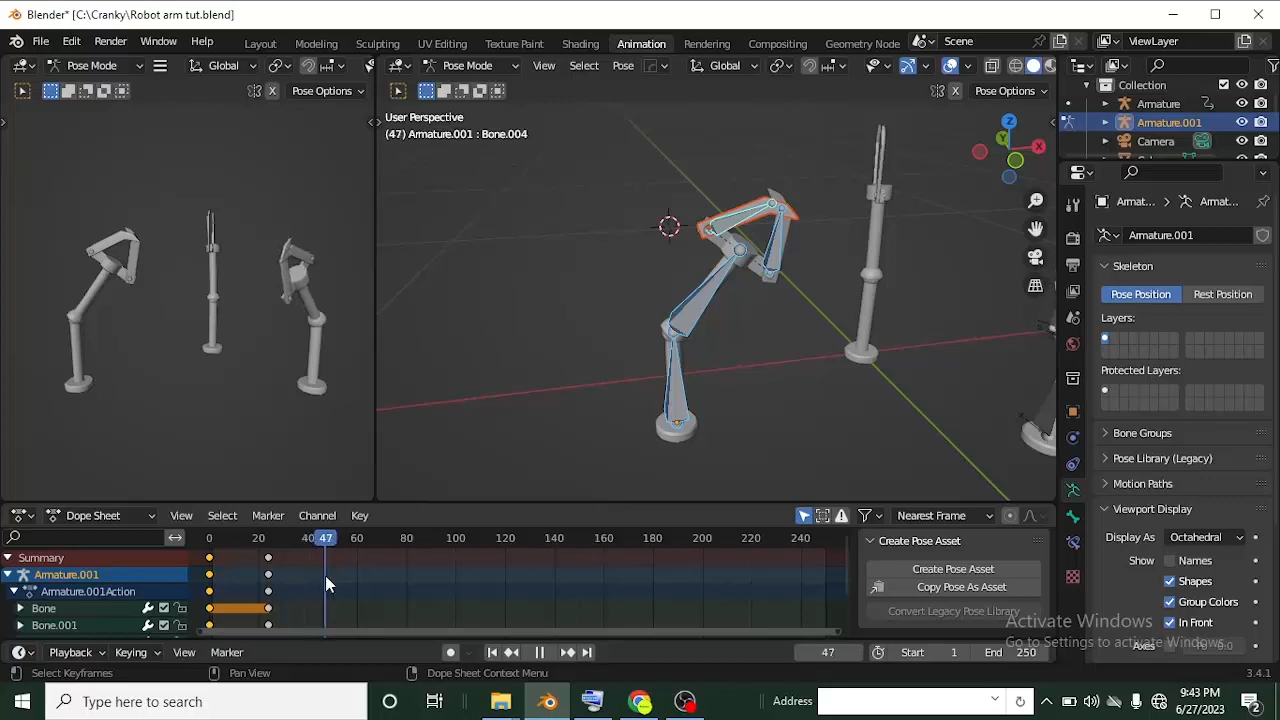 Blender* [C:\Cranky\Robot arm tut.blend]
File Edit Render Window Help Layout Modeling Sculpting UV Editing Texture Paint Shading Animation Rendering Compositing Geometry Node Scene ViewLayer
Pose Mode Global Pose Mode View Select Pose Global
Pose Options Pose Options
Collection
Armature
Armature.001
Camera
User Perspective
(47) Armature.001 : Bone.004
Z
Y
X
Armat... Armat...
Armature.001
Skeleton
Pose Position Rest Position
Layers:
Protected Layers:
Bone Groups
Pose Library (Legacy)
Motion Paths
Viewport Display
Display As Octahedral
Show Names
Shapes
Group Colors
In Front
Axes 0.0
Dope Sheet View Select Marker Channel Key Nearest Frame
0 20 40 47 60 80 100 120 140 160 180 200 220 240
Summary
Armature.001
Armature.001Action
Bone
Bone.001
Create Pose Asset
Create Pose Asset
Copy Pose As Asset
Convert Legacy Pose Library
Activate Windows
Go to Settings to activate Windows.
Playback Keying View Marker 47 Start 1 End 250
Select Keyframes Pan View Dope Sheet Context Menu 3.4.1
Type here to search Address 9:43 PM
6/27/2023
2